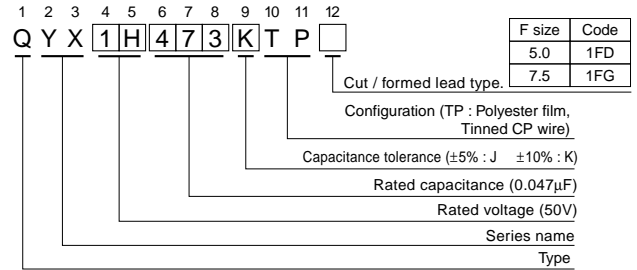 1 2 3 4 5 6 7 8 9 10 11 12
Q Y X 1 H 4 7 3 K T P
F size Code
5.0 1FD
7.5 1FG
Cut / formed lead type.
Configuration (TP : Polyester film,
Tinned CP wire)
Capacitance tolerance (±5% : J ±10% : K)
Rated capacitance (0.047µF)
Rated voltage (50V)
Series name
Type